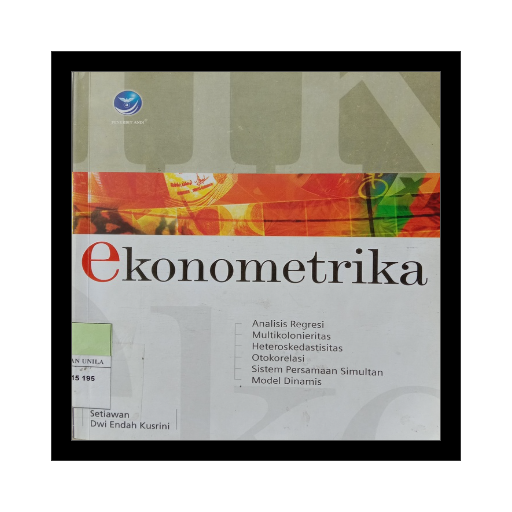 ekonometrika
Analisis Regresi
Multikolonieritas
Heteroskedastisitas
Otokorelasi
Sistem Persamaan Simultan
Model Dinamis
AN UNILA
15 195
Setiawan
Dwi Endah Kusrini